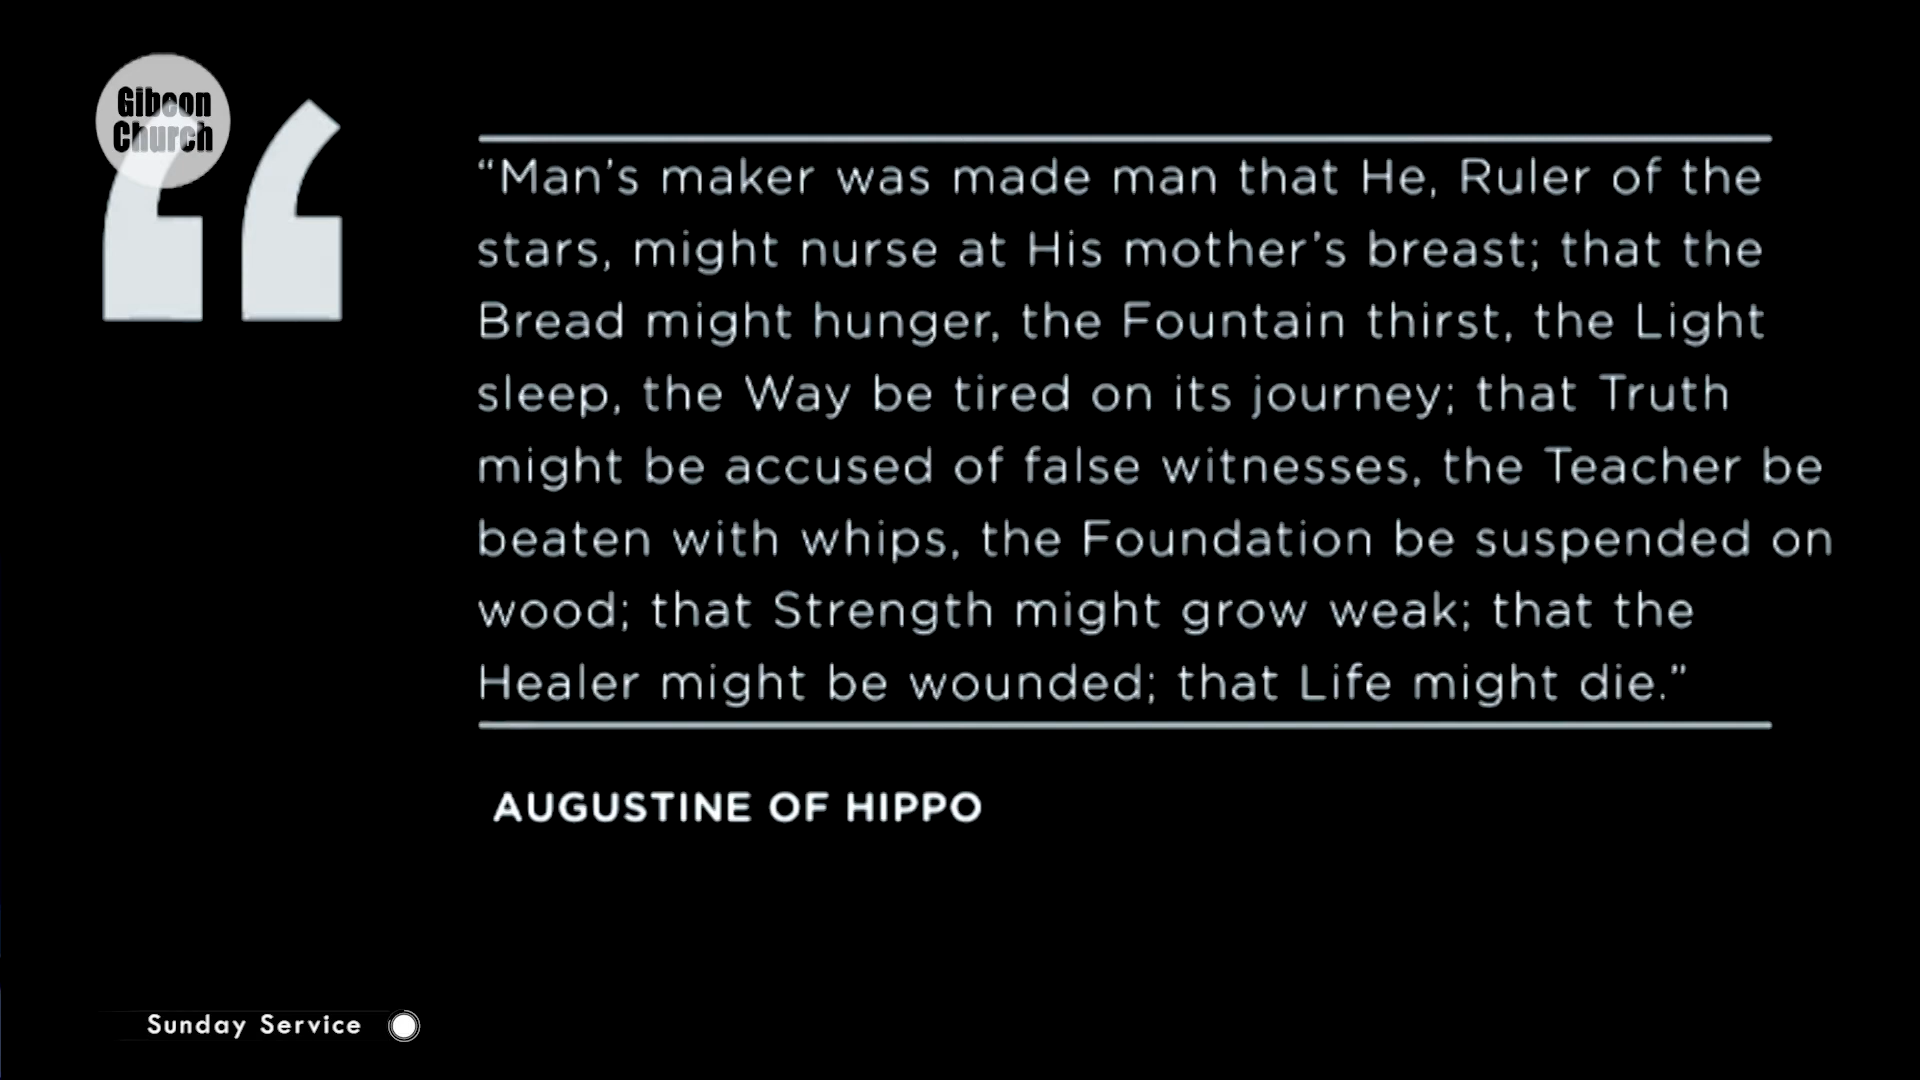 Gibeon
Church
“Man’s maker was made man that He, Ruler of the
stars, might nurse at His mother’s breast; that the
Bread might hunger, the Fountain thirst, the Light
sleep, the Way be tired on its journey; that Truth
might be accused of false witnesses, the Teacher be
beaten with whips, the Foundation be suspended on
wood; that Strength might grow weak; that the
Healer might be wounded; that Life might die.”
AUGUSTINE OF HIPPO
Sunday Service